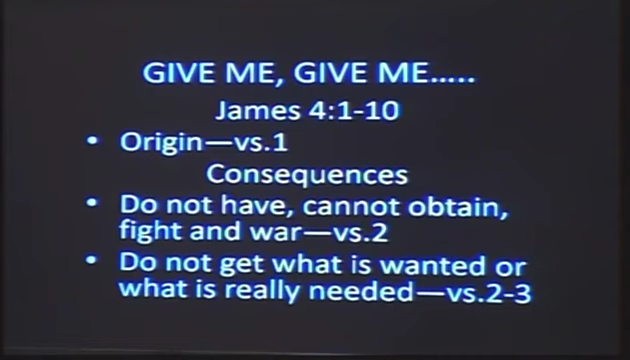 GIVE ME, GIVE ME.....
James 4:1-10
• Origin—vs.1
Consequences
• Do not have, cannot obtain,
fight and war—vs.2
• Do not get what is wanted or
what is really needed—vs.2-3